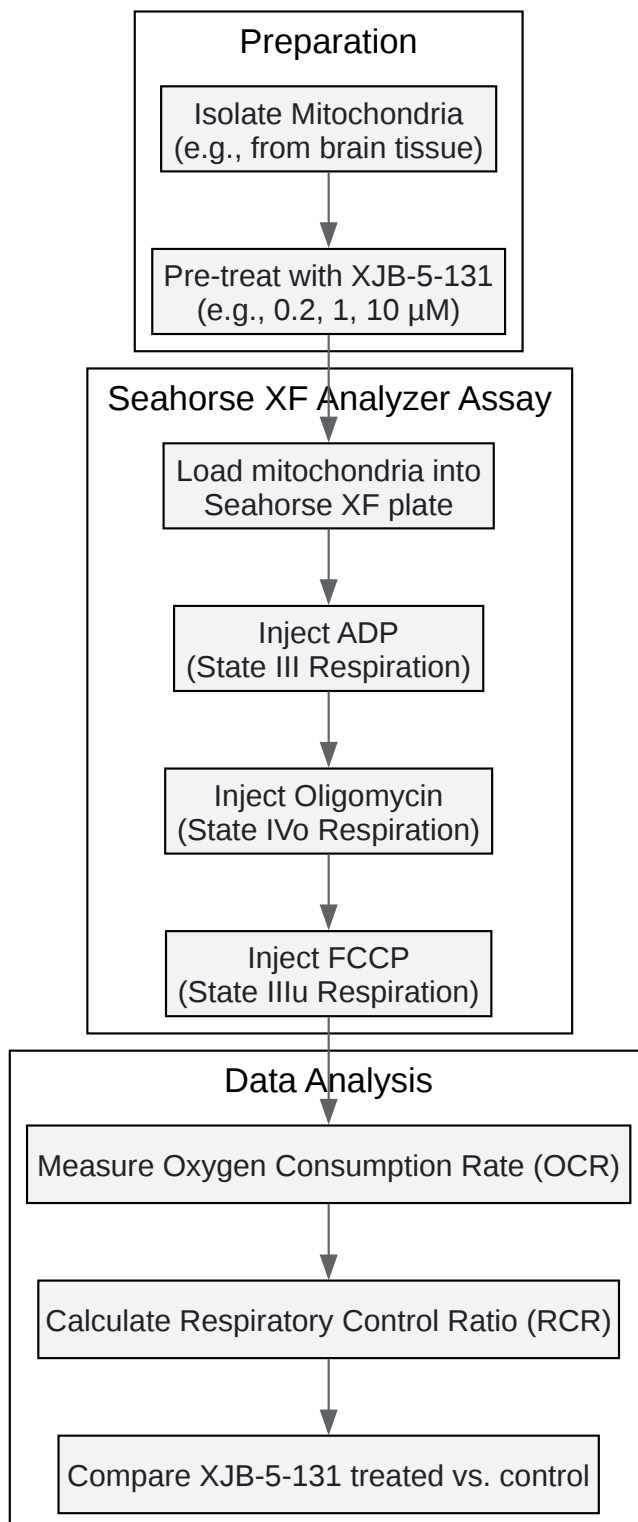 Preparation
Isolate Mitochondria
(e.g., from brain tissue)
Pre-treat with XJB-5-131
(e.g., 0.2, 1, 10 µM)
Seahorse XF Analyzer Assay
Load mitochondria into
Seahorse XF plate
Inject ADP
(State III Respiration)
Inject Oligomycin
(State IVo Respiration)
Inject FCCP
(State IIIu Respiration)
Data Analysis
Measure Oxygen Consumption Rate (OCR)
Calculate Respiratory Control Ratio (RCR)
Compare XJB-5-131 treated vs. control